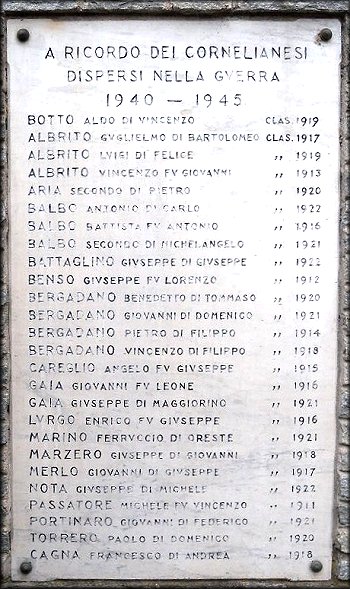 A RICORDO DEI CORNELIANESI
DISPERSI NELLA GVERRA
1940 — 1945
BOTTO ALDO DI VINCENZO CLAS. 1919
ALBRITO GVGLIELMO DI BARTOLOMEO CLAS. 1917
ALBRITO LVIGI DI FELICE „ 1919
ALBRITO VINCENZO FV GIOVANNI „ 1913
ARIA SECONDO DI PIETRO „ 1920
BALBO ANTONIO DI CARLO „ 1922
BALBO BATTISTA FV ANTONIO „ 1916
BALBO SECONDO DI MICHELANGELO „ 1921
BATTAGLINO GIVSEPPE DI GIVSEPPE „ 1922
BENSO GIVSEPPE FV LORENZO „ 1912
BERGADANO BENEDETTO DI TOMMASO „ 1920
BERGADANO GIOVANNI DI DOMENICO „ 1921
BERGADANO PIETRO DI FILIPPO „ 1914
BERGADANO VINCENZO DI FILIPPO „ 1918
CAREGLIO ANGELO FV GIVSEPPE „ 1915
GAIA GIOVANNI FV LEONE „ 1916
GAIA GIVSEPPE DI MAGGIORINO „ 1921
LVRGO ENRICO FV GIVSEPPE „ 1916
MARINO FERRVCCIO DI ORESTE „ 1921
MARZERO GIVSEPPE DI GIOVANNI „ 1918
MERLO GIOVANNI DI GIVSEPPE „ 1917
NOTA GIVSEPPE DI MICHELE „ 1922
PASSATORE MICHELE FV VINCENZO „ 1911
PORTINARO GIOVANNI DI FEDERICO „ 1921
TORRERO PAOLO DI DOMENICO „ 1920
CAGNA FRANCESCO DI ANDREA „ 1918